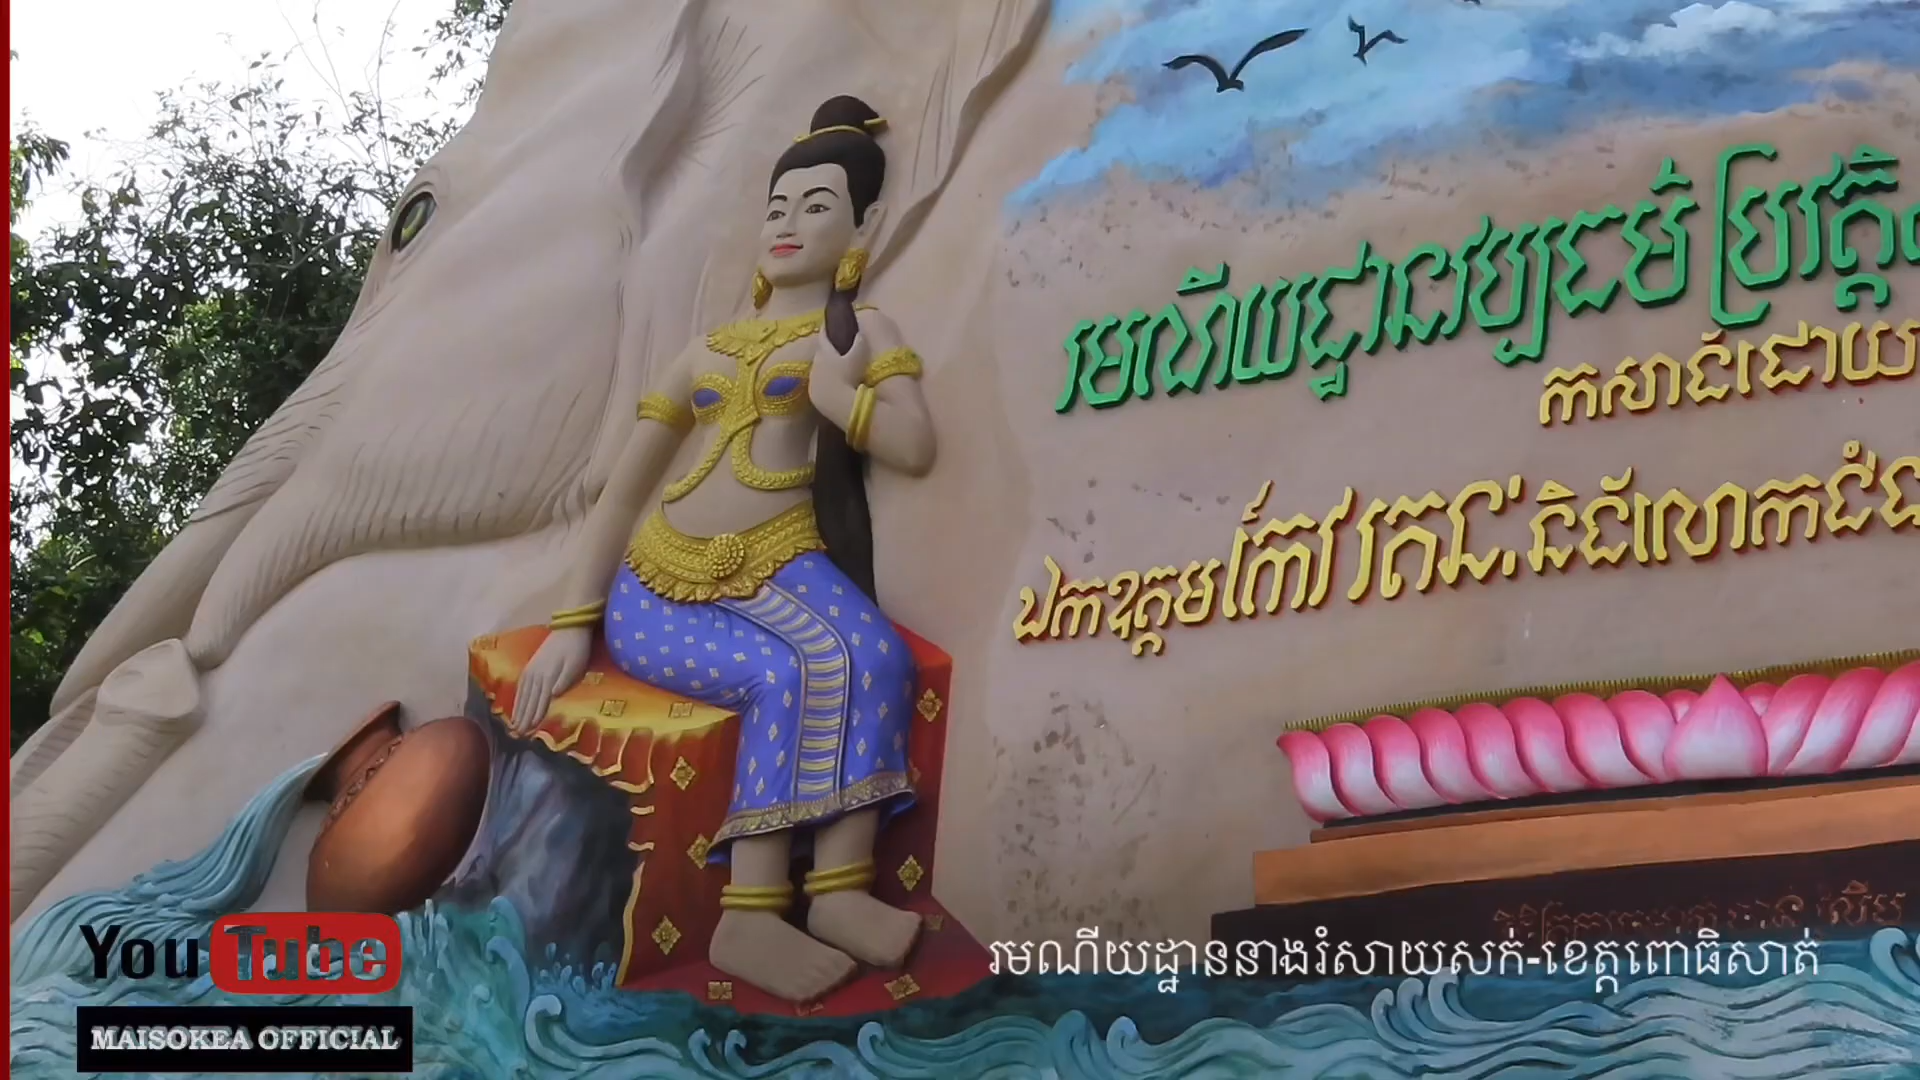 រមណីយដ្ឋានវប្បធម៌ ប្រវត្តិ
កសាងដោយ
ឯកឧត្តមកែវ រតនៈ និងលោកជំទ
រមណីយដ្ឋាននាងរំសាយសក់-ខេត្តពោធិសាត់
YouTube
MAISOKEA OFFICIAL